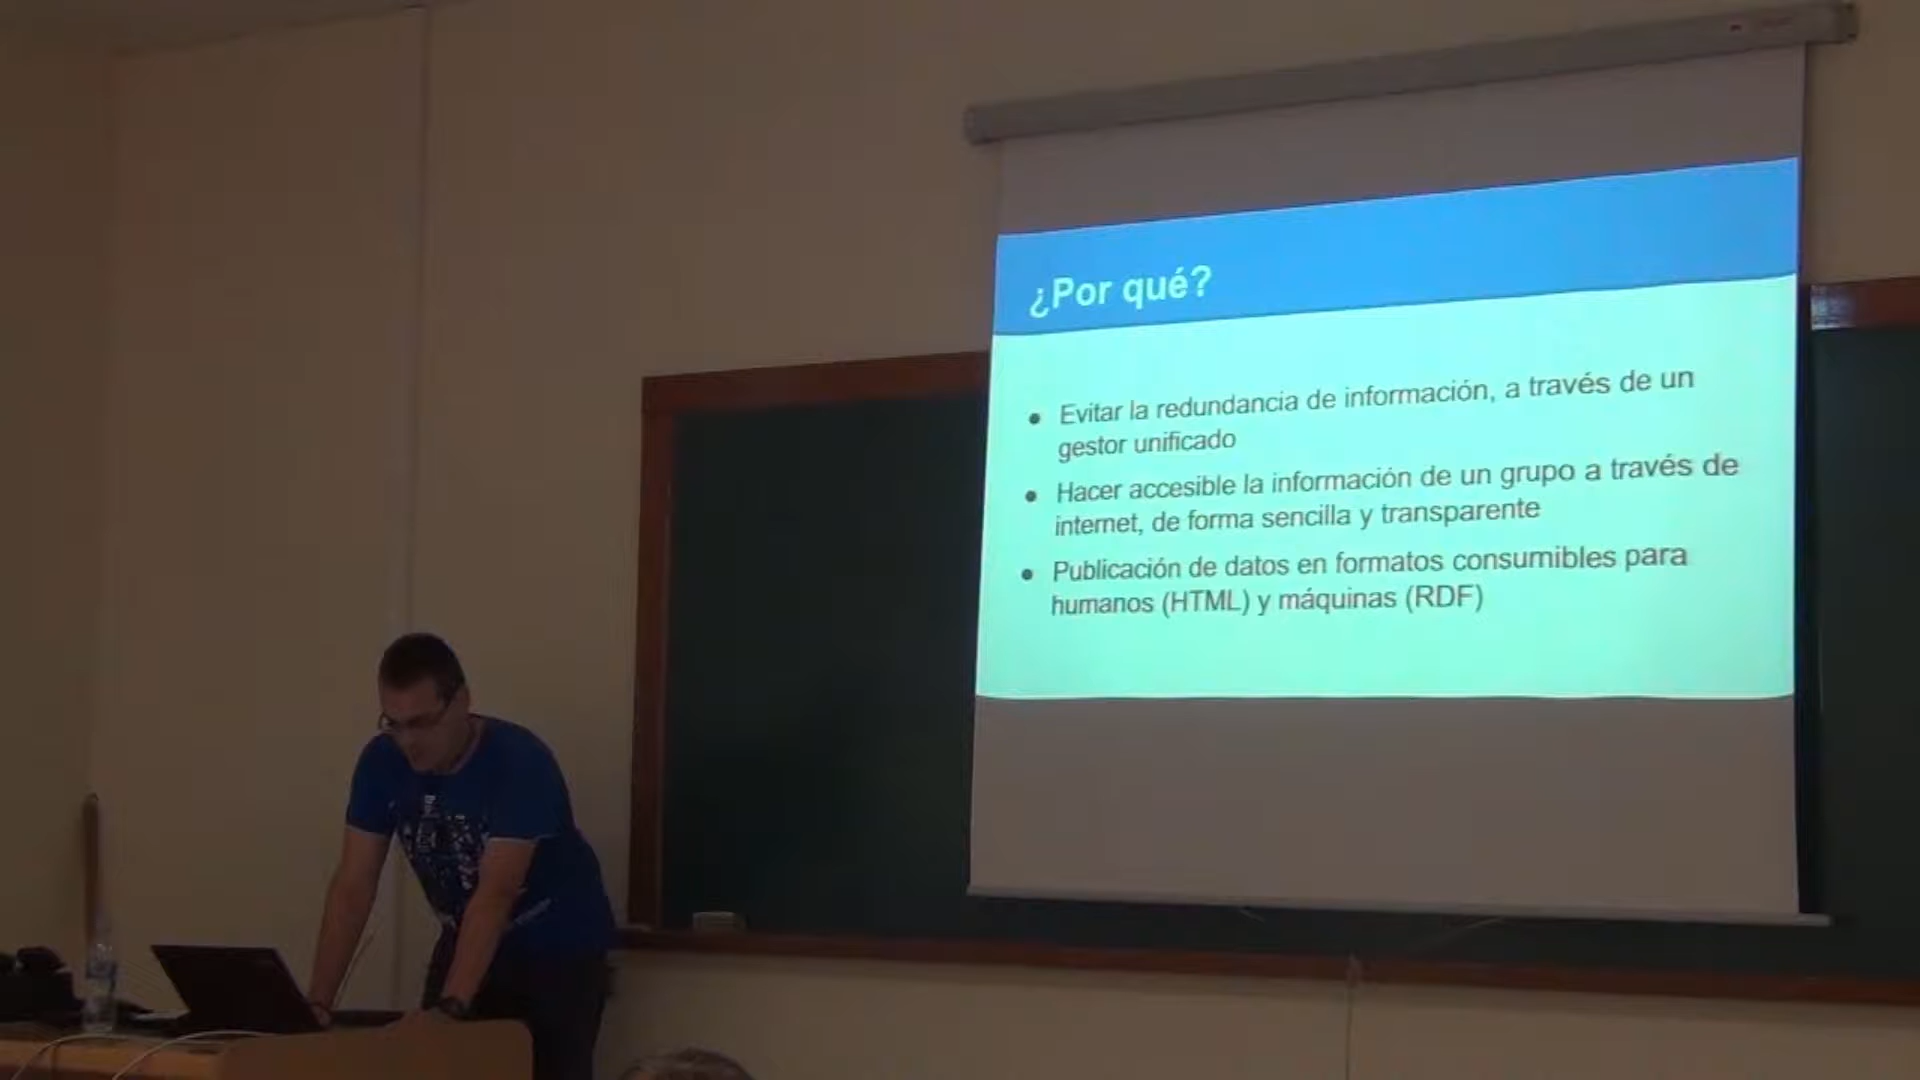 ¿Por qué?
● Evitar la redundancia de información, a través de un
gestor unificado
● Hacer accesible la información de un grupo a través de
internet, de forma sencilla y transparente
● Publicación de datos en formatos consumibles para
humanos (HTML) y máquinas (RDF)